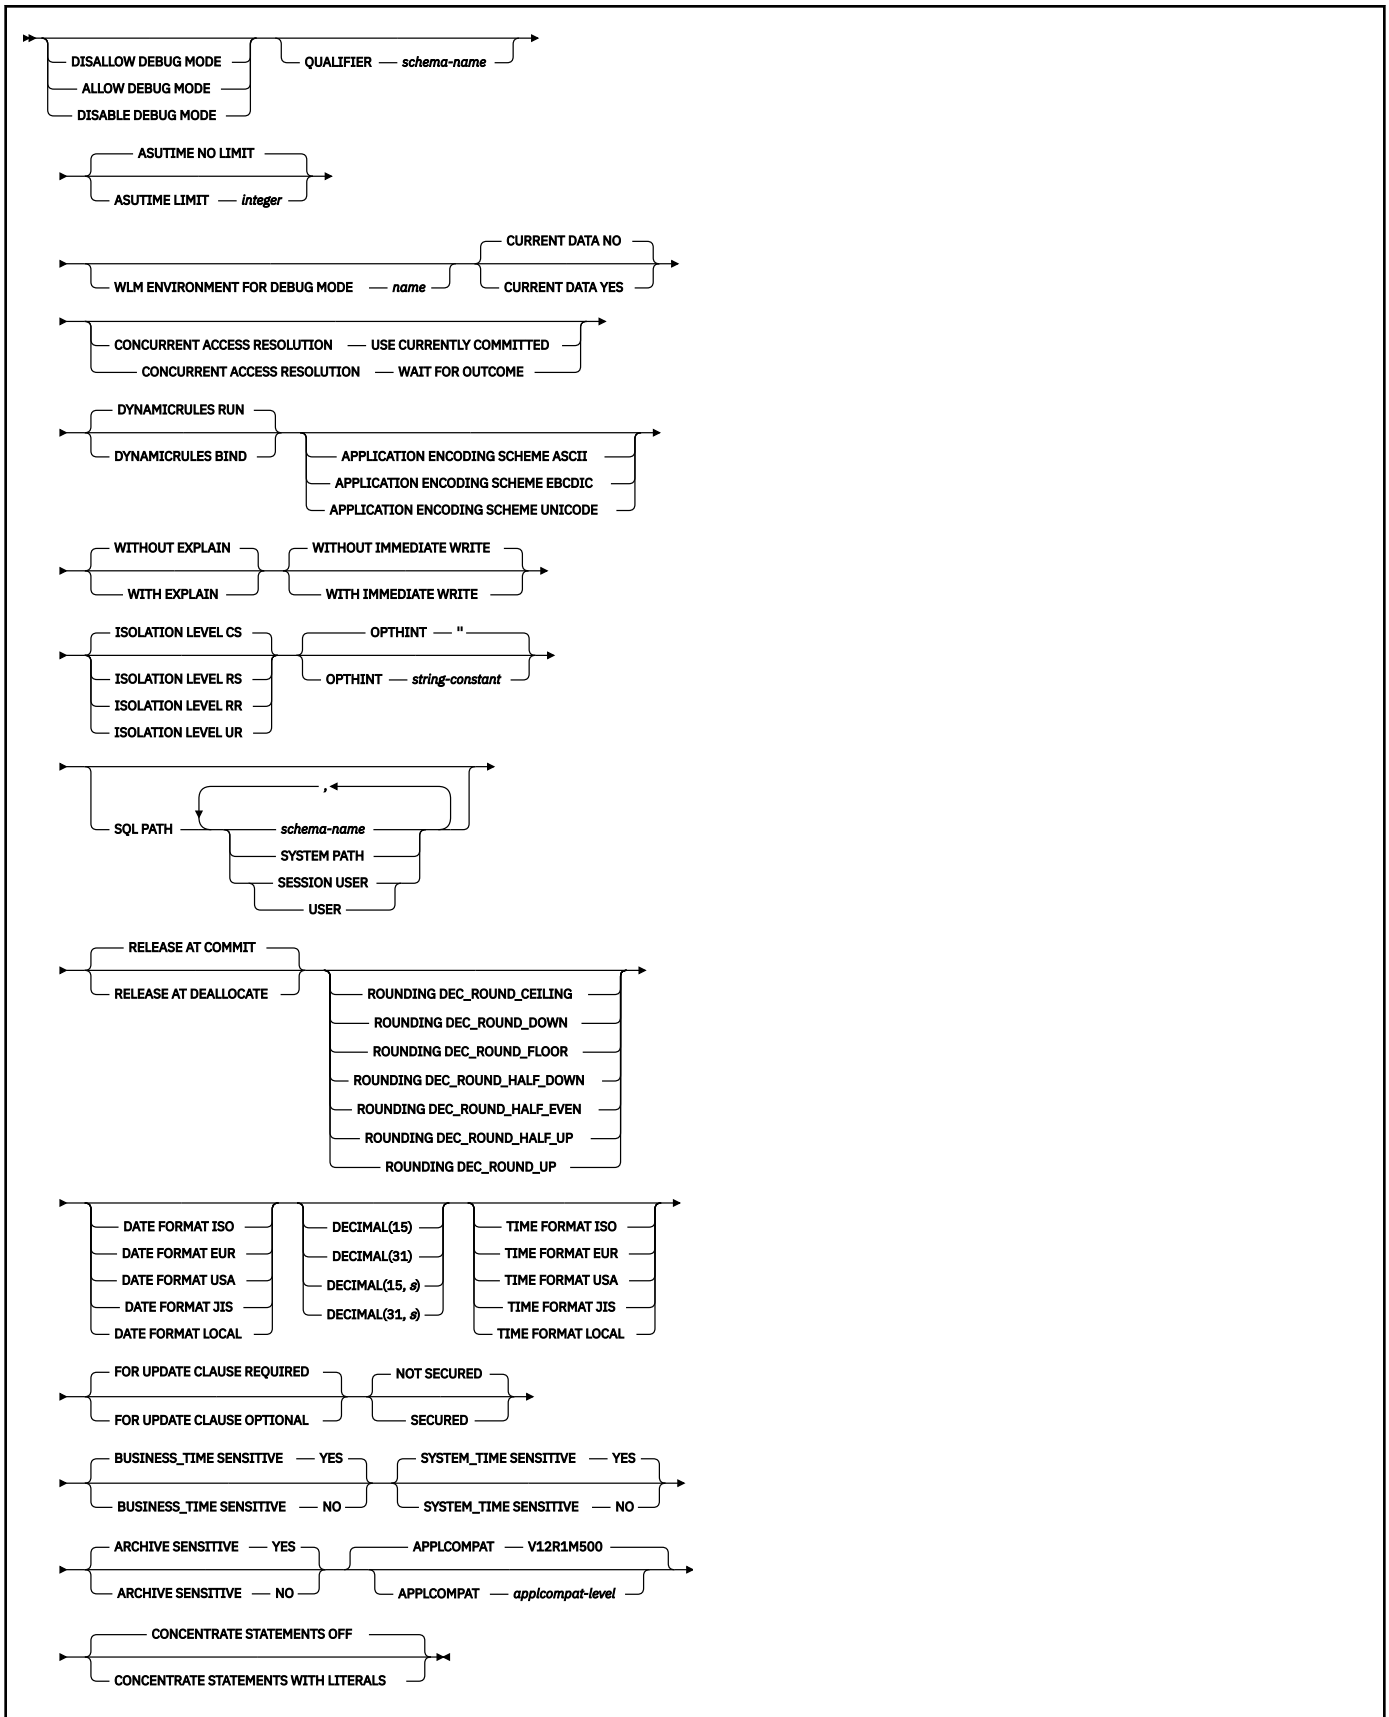 DISALLOW DEBUG MODE
ALLOW DEBUG MODE
DISABLE DEBUG MODE
QUALIFIER schema-name
ASUTIME NO LIMIT
ASUTIME LIMIT integer
WLM ENVIRONMENT FOR DEBUG MODE name
CURRENT DATA NO
CURRENT DATA YES
CONCURRENT ACCESS RESOLUTION USE CURRENTLY COMMITTED
CONCURRENT ACCESS RESOLUTION WAIT FOR OUTCOME
DYNAMICRULES RUN
DYNAMICRULES BIND
APPLICATION ENCODING SCHEME ASCII
APPLICATION ENCODING SCHEME EBCDIC
APPLICATION ENCODING SCHEME UNICODE
WITHOUT EXPLAIN
WITH EXPLAIN
WITHOUT IMMEDIATE WRITE
WITH IMMEDIATE WRITE
ISOLATION LEVEL CS
ISOLATION LEVEL RS
ISOLATION LEVEL RR
ISOLATION LEVEL UR
OPTHINT ''
OPTHINT string-constant
,
SQL PATH schema-name
SYSTEM PATH
SESSION USER
USER
RELEASE AT COMMIT
RELEASE AT DEALLOCATE
ROUNDING DEC_ROUND_CEILING
ROUNDING DEC_ROUND_DOWN
ROUNDING DEC_ROUND_FLOOR
ROUNDING DEC_ROUND_HALF_DOWN
ROUNDING DEC_ROUND_HALF_EVEN
ROUNDING DEC_ROUND_HALF_UP
ROUNDING DEC_ROUND_UP
DATE FORMAT ISO
DATE FORMAT EUR
DATE FORMAT USA
DATE FORMAT JIS
DATE FORMAT LOCAL
DECIMAL(15)
DECIMAL(31)
DECIMAL(15, s)
DECIMAL(31, s)
TIME FORMAT ISO
TIME FORMAT EUR
TIME FORMAT USA
TIME FORMAT JIS
TIME FORMAT LOCAL
FOR UPDATE CLAUSE REQUIRED
FOR UPDATE CLAUSE OPTIONAL
NOT SECURED
SECURED
BUSINESS_TIME SENSITIVE YES
BUSINESS_TIME SENSITIVE NO
SYSTEM_TIME SENSITIVE YES
SYSTEM_TIME SENSITIVE NO
ARCHIVE SENSITIVE YES
ARCHIVE SENSITIVE NO
APPLCOMPAT V12R1M500
APPLCOMPAT applcompat-level
CONCENTRATE STATEMENTS OFF
CONCENTRATE STATEMENTS WITH LITERALS